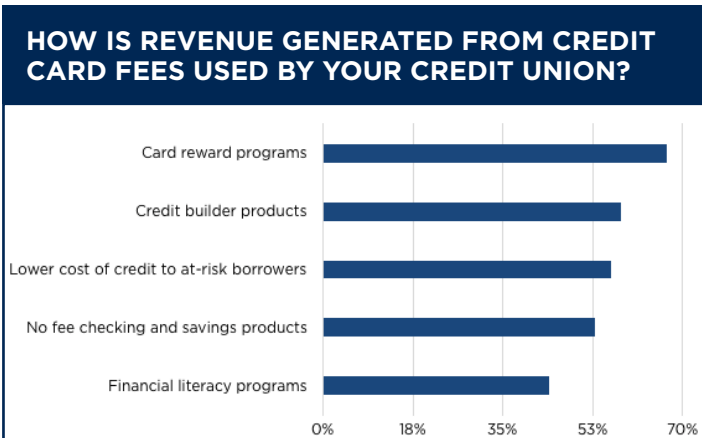 HOW IS REVENUE GENERATED FROM CREDIT
CARD FEES USED BY YOUR CREDIT UNION?
Card reward programs
Credit builder products
Lower cost of credit to at-risk borrowers
No fee checking and savings products
Financial literacy programs
0% 18% 35% 53% 70%